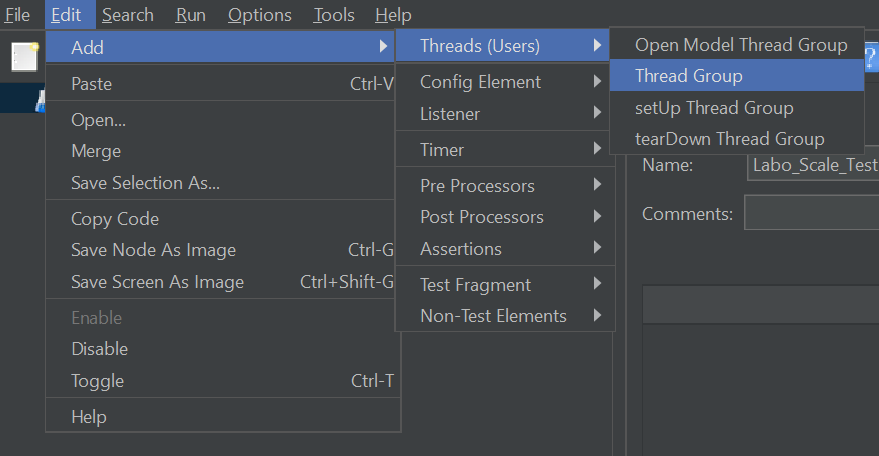 File Edit Search Run Options Tools Help
Add
Paste Ctrl-V
Open...
Merge
Save Selection As...
Copy Code
Save Node As Image Ctrl-G
Save Screen As Image Ctrl+Shift-G
Enable
Disable
Toggle Ctrl-T
Help
Threads (Users)
Config Element
Listener
Timer
Pre Processors
Post Processors
Assertions
Test Fragment
Non-Test Elements
Open Model Thread Group
Thread Group
setUp Thread Group
tearDown Thread Group
?
Name: Labo_Scale_Test
Comments: